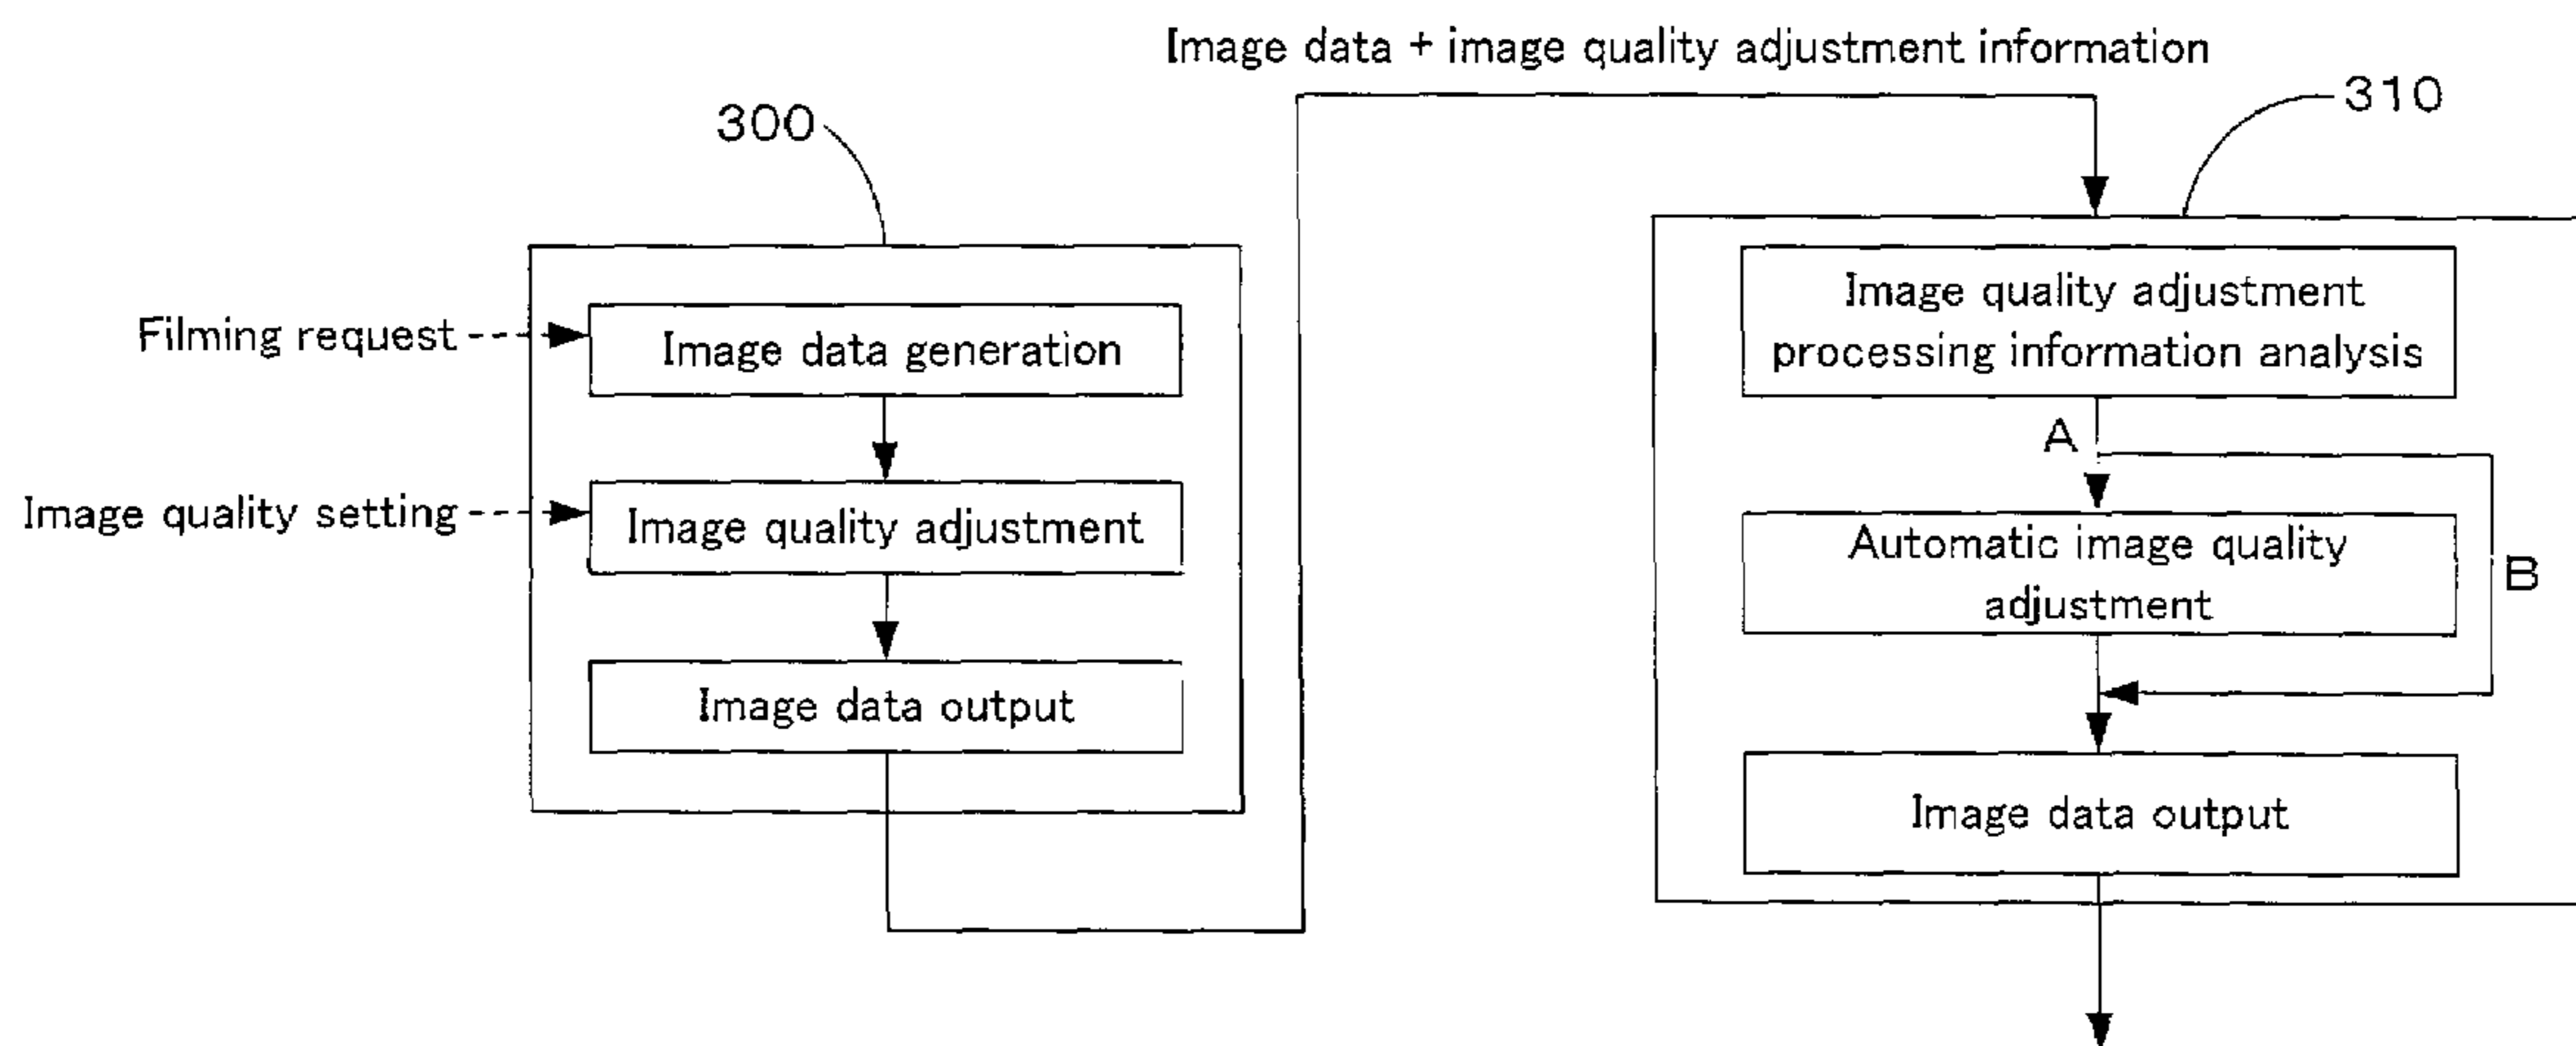 Image data + image quality adjustment information
300
310
Filming request
Image data generation
Image quality setting
Image quality adjustment
Image data output
Image quality adjustment
processing information analysis
A
Automatic image quality
adjustment
B
Image data output